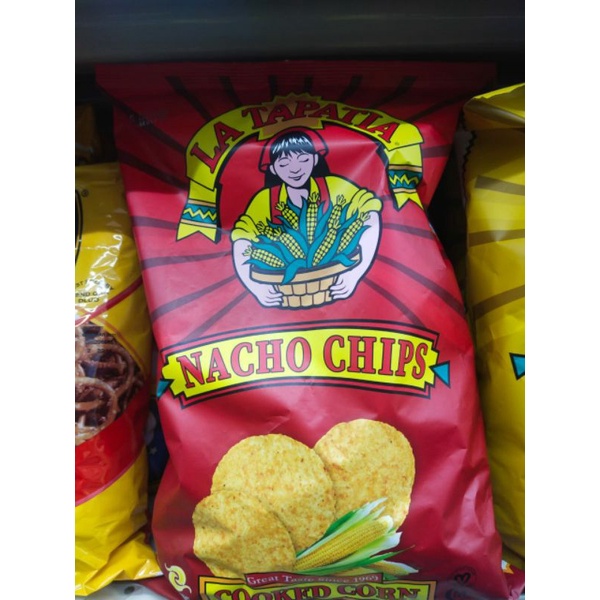 LA TAPATIA
NACHO CHIPS
Great Taste since 1969
COOKED CORN